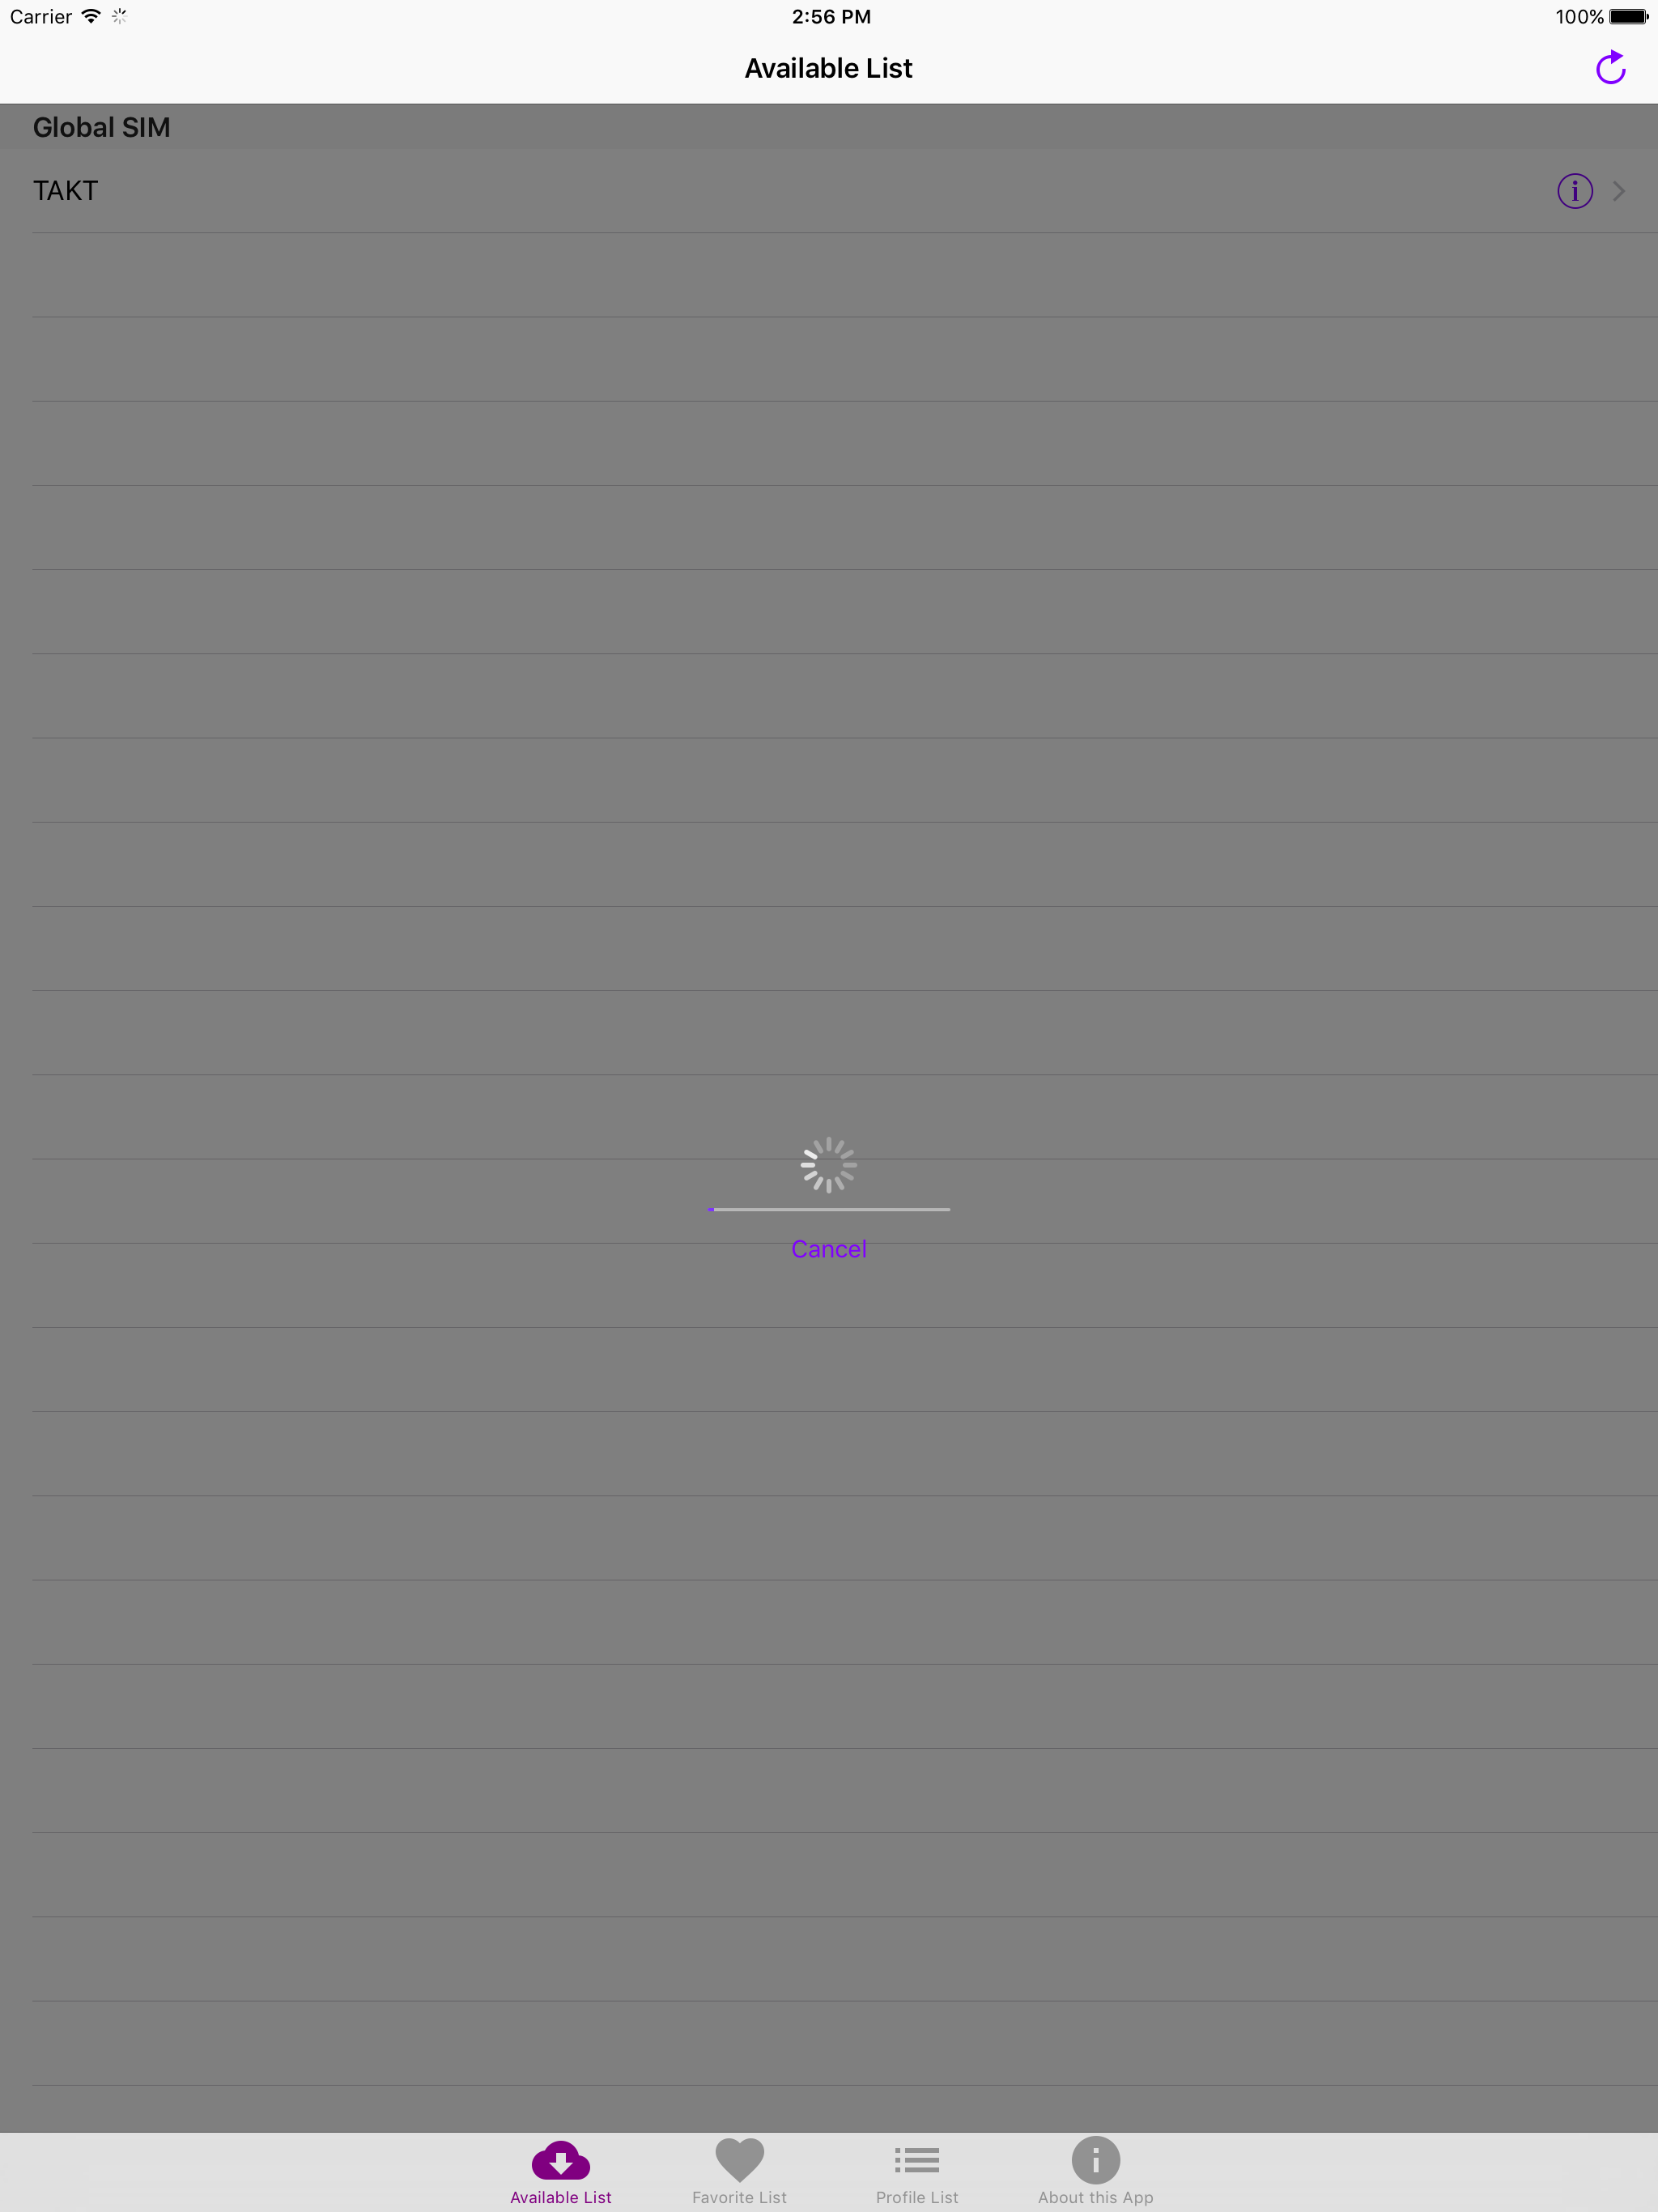 Carrier 2:56 PM 100%
Available List
Global SIM
TAKT
Cancel
Available List Favorite List Profile List About this App